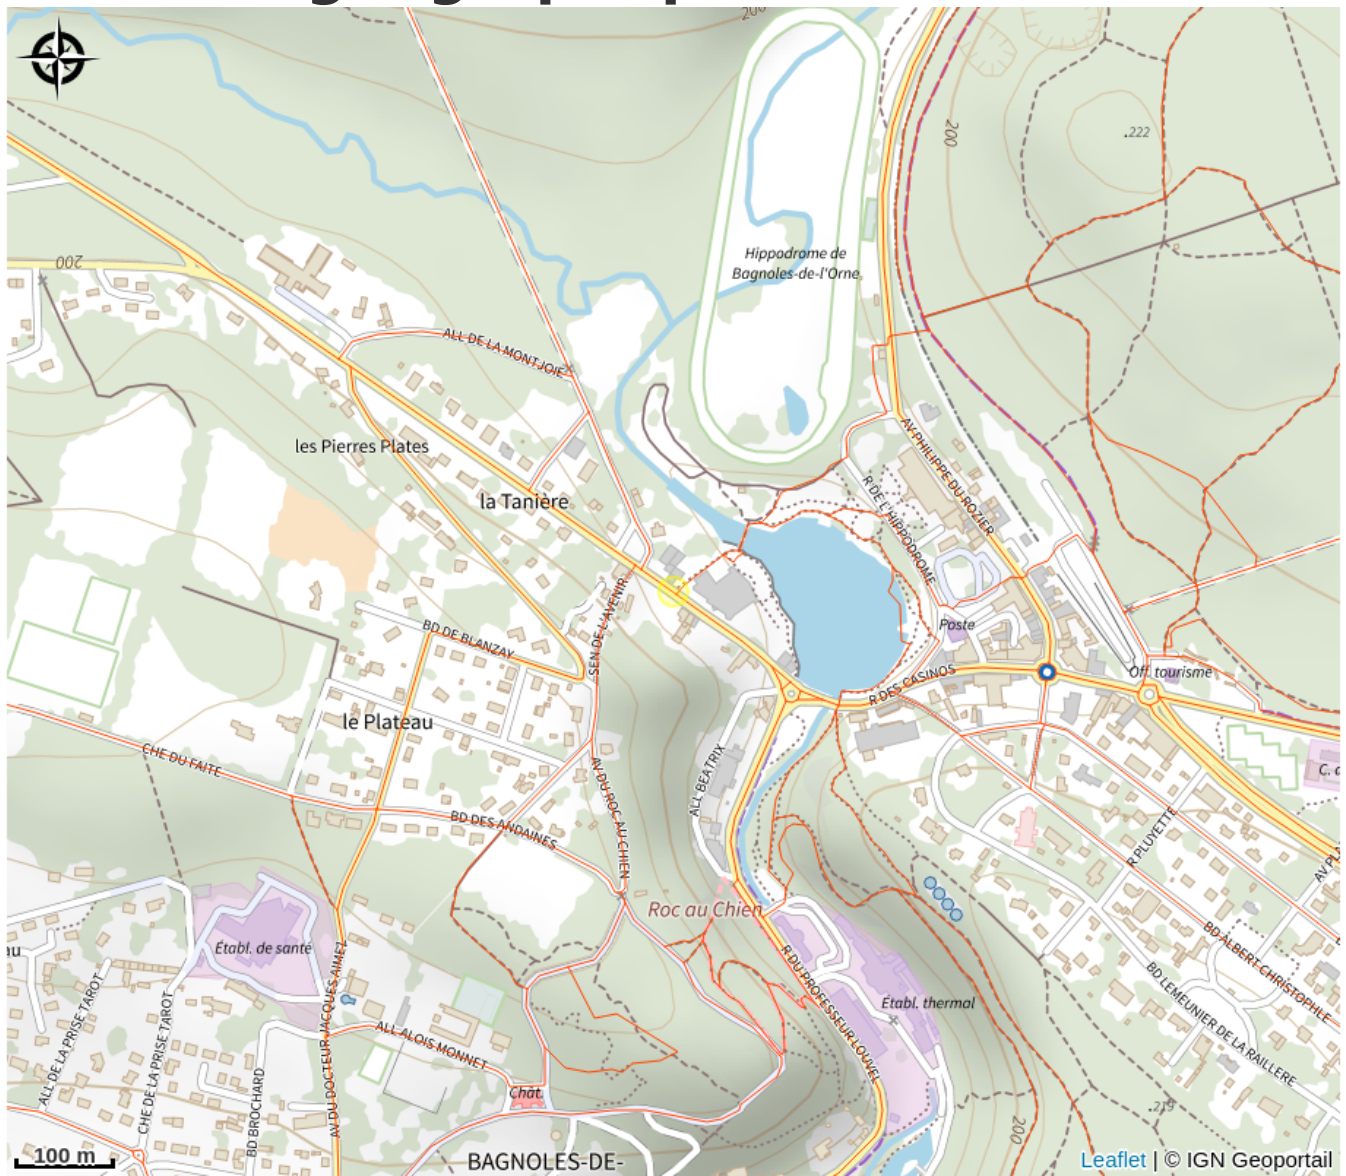 200
200
.222
Hippodrome de
Bagnoles-de-l'Orne
200
ALL DE LA MONTJOIE
les Pierres Plates
la Tanière
AV PHILIPPE DU ROZIER
R DE L'HIPPODROME
SEN DE L'AVENIR
BD DE BLANZAY
Poste
Off. tourisme
R DES CASINOS
le Plateau
CHE DU FAITE
ALL BEATRIX
AV DU ROC AU CHIEN
BD DES ANDAINES
R PLUYETTE
Roc au Chien
Établ. de santé
BD ALBERT CHRISTOPHLE
BD LEMEUNIER DE LA RAILLERE
R DU PROFESSEUR LOUVEL
Établ. thermal
ALL DE LA PRISE TAROT
CHE DE LA PRISE TAROT
AV DU DOCTEUR JACQUES AIMEZ
ALL ALOIS MONNET
BD BROCHARD
Chât.
.219
200
100 m
BAGNOLES-DE-
Leaflet | © IGN Geoportail